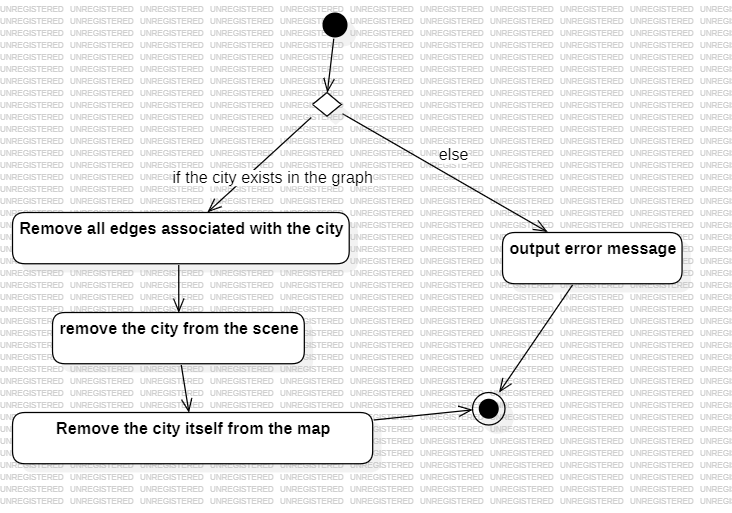 else
if the city exists in the graph
Remove all edges associated with the city
output error message
remove the city from the scene
Remove the city itself from the map
UNREGISTERED